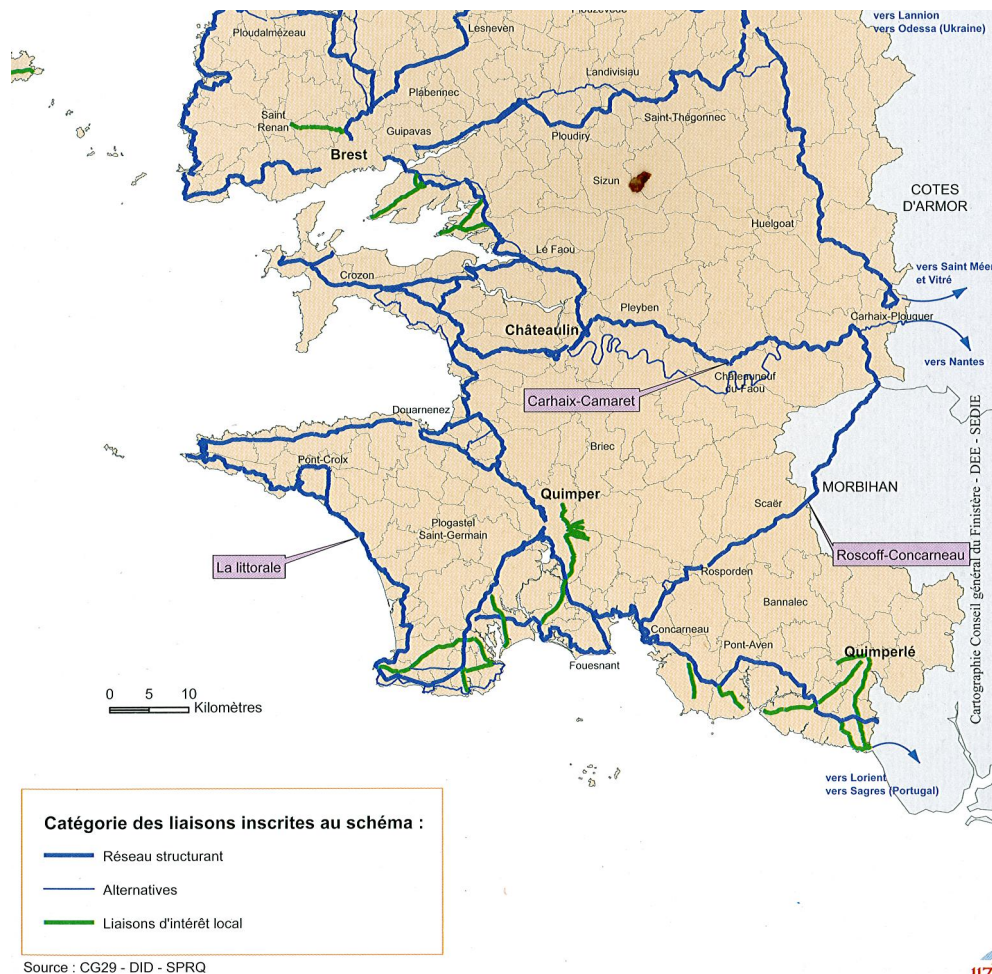 Plouzévédé
vers Lannion
vers Odessa (Ukraine)
Ploudalmézeau
Lesneven
Landivisiau
Plabennec
Saint
Renan
Guipavas
Saint-Thégonnec
Ploudiry
Brest
Sizun
COTES
D'ARMOR
Huelgoat
Lé Faou
Crozon
vers Saint Méen
et Vitré
Pleyben
Carhaix-Plouguer
Châteaulin
vers Nantes
Châteauneuf
du Faou
Carhaix-Camaret
Douarnenez
Briec
Pont-Croix
Quimper
MORBIHAN
Scaër
Plogastel
Saint-Germain
Roscoff-Concarneau
La littorale
Rosporden
Bannalec
Concarneau
Pont-Aven
Quimperlé
Fouesnant
0 5 10
Kilomètres
vers Lorient
vers Sagres (Portugal)
Cartographie Conseil général du Finistère - DEE - SEDIE
Catégorie des liaisons inscrites au schéma :
Réseau structurant
Alternatives
Liaisons d'intérêt local
Source : CG29 - DID - SPRQ
117